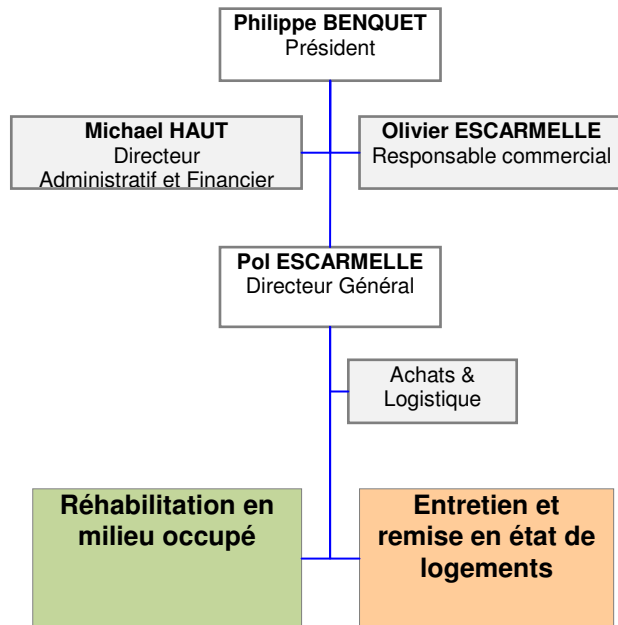 Philippe BENQUET
Président
Michael HAUT
Directeur
Administratif et Financier
Olivier ESCARMELLE
Responsable commercial
Pol ESCARMELLE
Directeur Général
Achats &
Logistique
Réhabilitation en
milieu occupé
Entretien et
remise en état de
logements